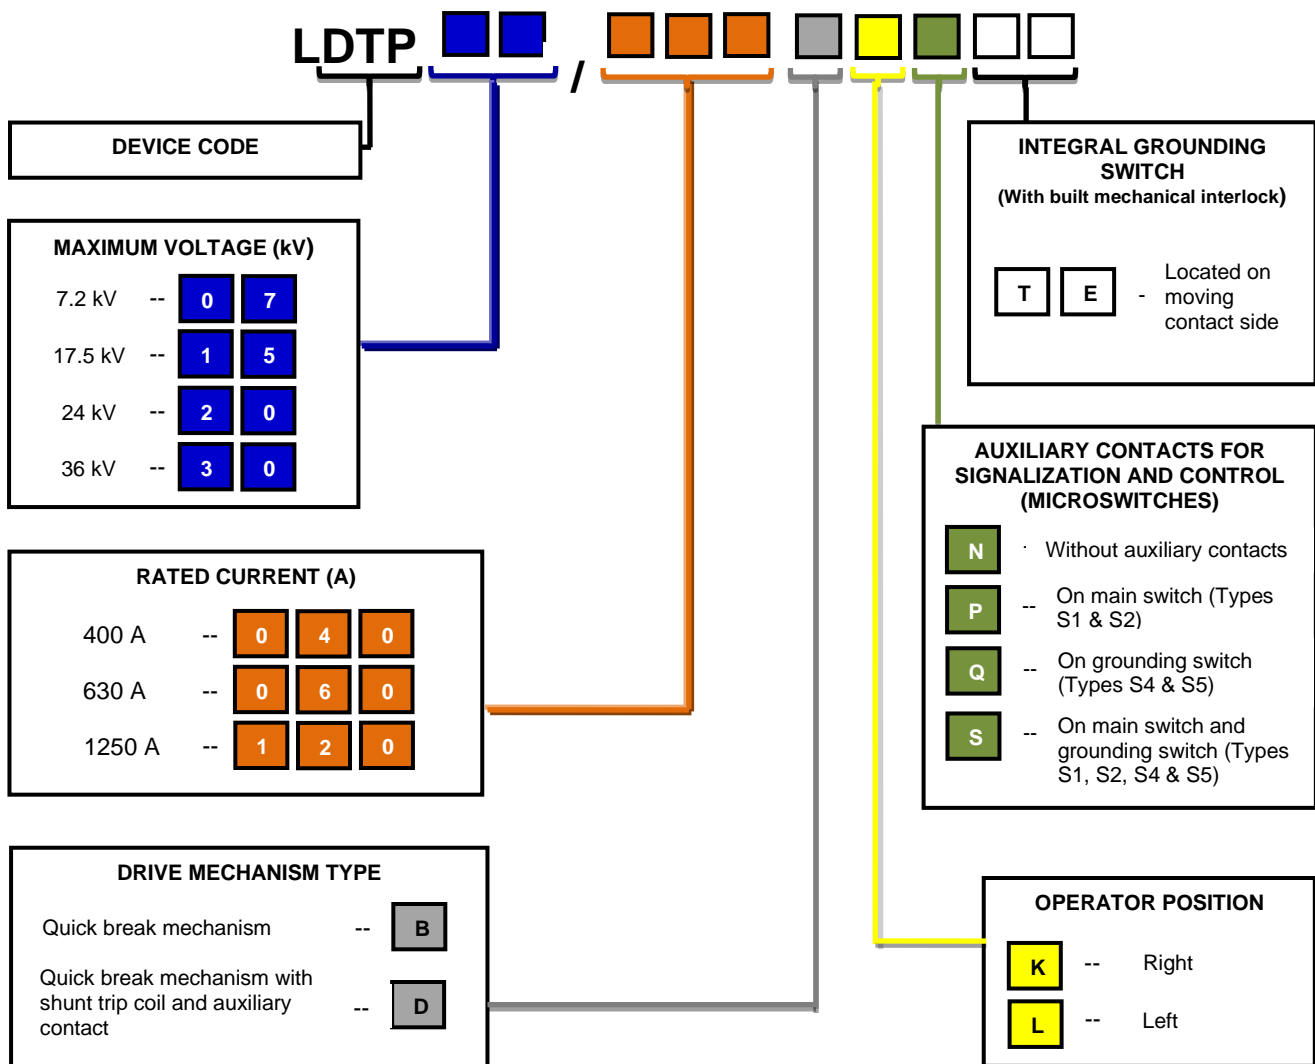 LDTP /
DEVICE CODE
MAXIMUM VOLTAGE (kV)
7.2 kV -- 0 7
17.5 kV -- 1 5
24 kV -- 2 0
36 kV -- 3 0
RATED CURRENT (A)
400 A -- 0 4 0
630 A -- 0 6 0
1250 A -- 1 2 0
DRIVE MECHANISM TYPE
Quick break mechanism -- B
Quick break mechanism with
shunt trip coil and auxiliary
contact -- D
INTEGRAL GROUNDING
SWITCH
(With built mechanical interlock)
T E - Located on
moving
contact side
AUXILIARY CONTACTS FOR
SIGNALIZATION AND CONTROL
(MICROSWITCHES)
N · Without auxiliary contacts
P -- On main switch (Types
S1 & S2)
Q -- On grounding switch
(Types S4 & S5)
S -- On main switch and
grounding switch (Types
S1, S2, S4 & S5)
OPERATOR POSITION
K -- Right
L -- Left